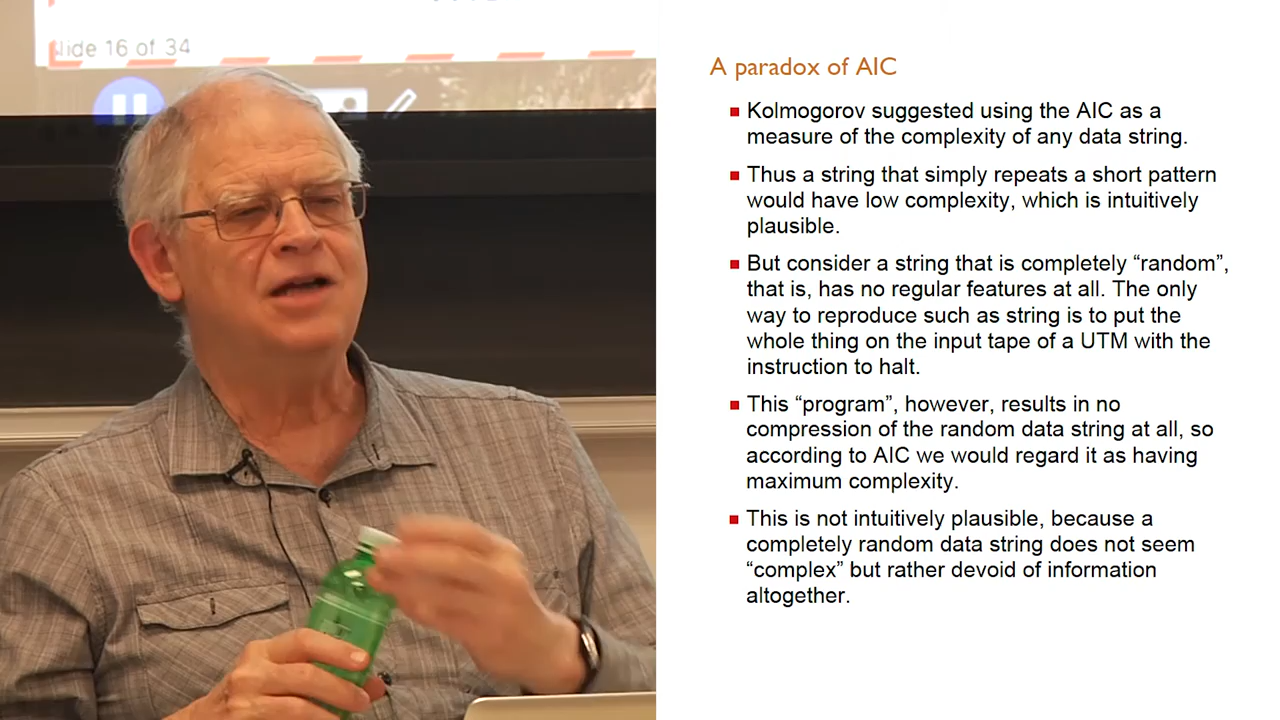 Slide 16 of 34
A paradox of AIC
Kolmogorov suggested using the AIC as a
measure of the complexity of any data string.
Thus a string that simply repeats a short pattern
would have low complexity, which is intuitively
plausible.
But consider a string that is completely “random”,
that is, has no regular features at all. The only
way to reproduce such as string is to put the
whole thing on the input tape of a UTM with the
instruction to halt.
This “program”, however, results in no
compression of the random data string at all, so
according to AIC we would regard it as having
maximum complexity.
This is not intuitively plausible, because a
completely random data string does not seem
“complex” but rather devoid of information
altogether.